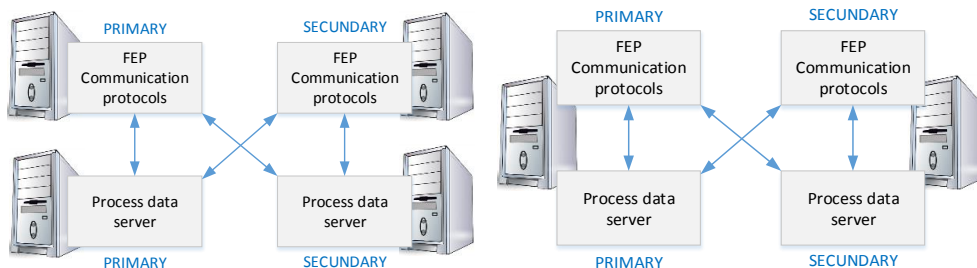 PRIMARY
SECUNDARY
FEP
Communication
protocols
FEP
Communication
protocols
Process data
server
Process data
server
PRIMARY
SECUNDARY
PRIMARY
SECUNDARY
FEP
Communication
protocols
FEP
Communication
protocols
Process data
server
Process data
server
PRIMARY
SECUNDARY